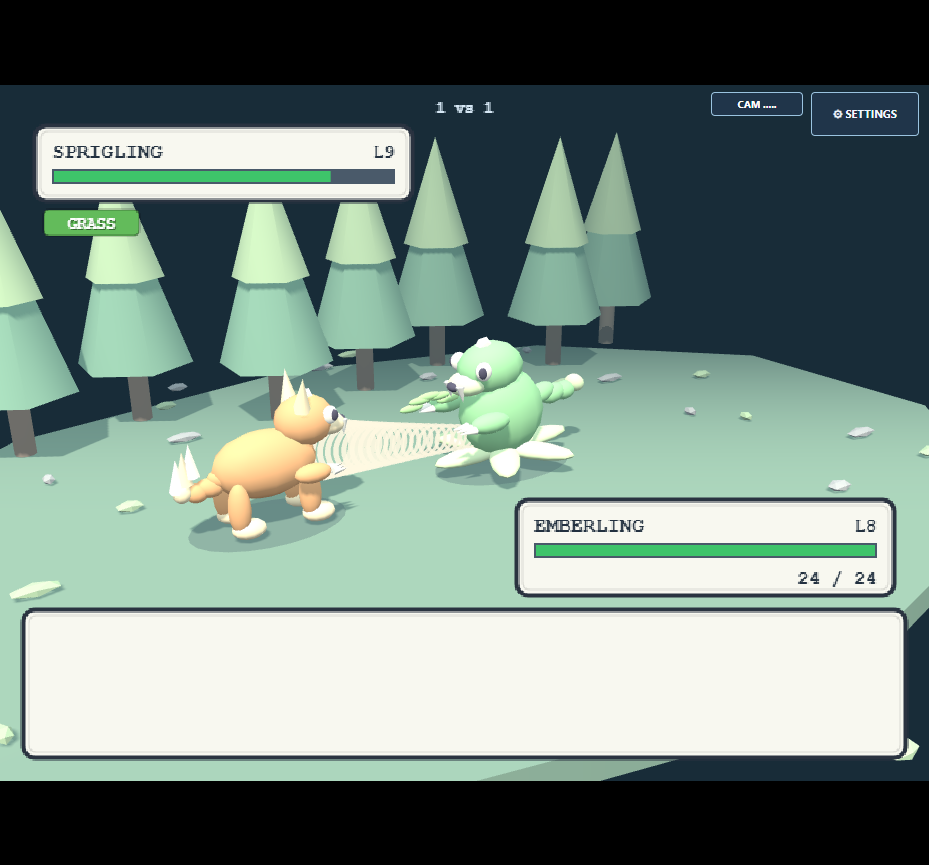 1 vs 1
CAM .....
⚙ SETTINGS
SPRIGLING L9
GRASS
EMBERLING L8
24 / 24